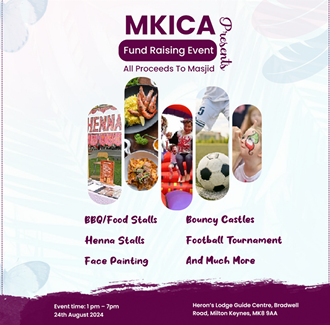 MKICA
Presents
Fund Raising Event
All Proceeds To Masjid
HENNA
BBQ/Food Stalls
Bouncy Castles
Henna Stalls
Football Tournament
Face Painting
And Much More
Event time: 1 pm – 7pm
24th August 2024
Heron's Lodge Guide Centre, Bradwell
Road, Milton Keynes, MK8 9AA